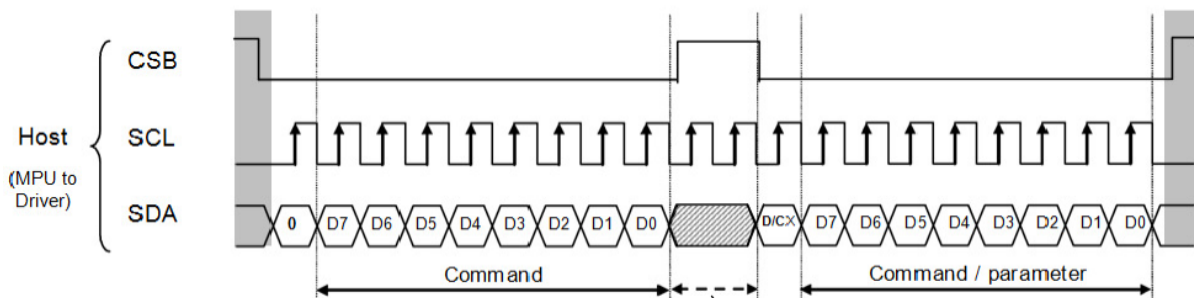 CSB
Host
SCL
(MPU to
Driver)
SDA
0 D7 D6 D5 D4 D3 D2 D1 D0 D/CX D7 D6 D5 D4 D3 D2 D1 D0
Command
Command / parameter